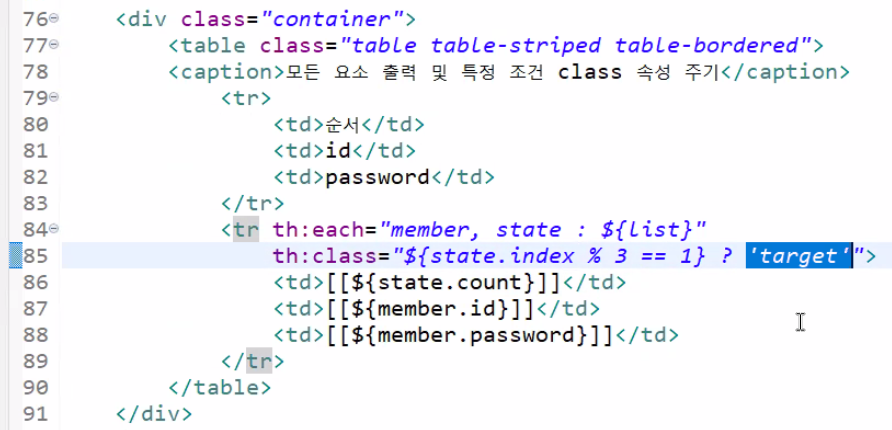 76 <div class="container">
77 <table class="table table-striped table-bordered">
78 <caption>모든 요소 출력 및 특정 조건 class 속성 주기</caption>
79 <tr>
80 <td>순서</td>
81 <td>id</td>
82 <td>password</td>
83 </tr>
84 <tr th:each="member, state : ${list}"
85 th:class="${state.index % 3 == 1} ? 'target'">
86 <td>[[${state.count}]]</td>
87 <td>[[${member.id}]]</td>
88 <td>[[${member.password}]]</td>
89 </tr>
90 </table>
91 </div>